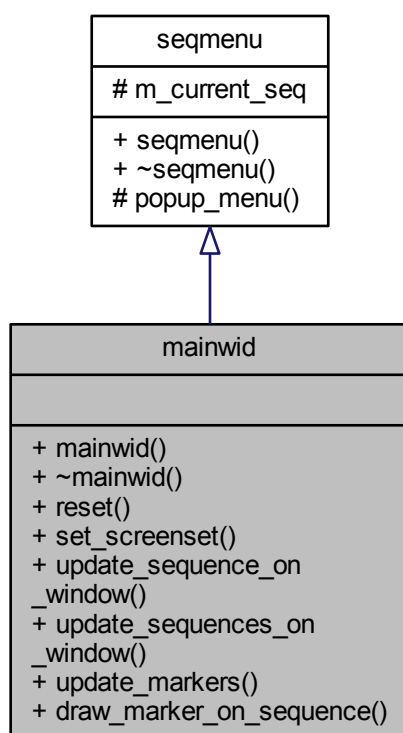 seqmenu
# m_current_seq
+ seqmenu()
+ ~seqmenu()
# popup_menu()
mainwid
+ mainwid()
+ ~mainwid()
+ reset()
+ set_screenset()
+ update_sequence_on
_window()
+ update_sequences_on
_window()
+ update_markers()
+ draw_marker_on_sequence()